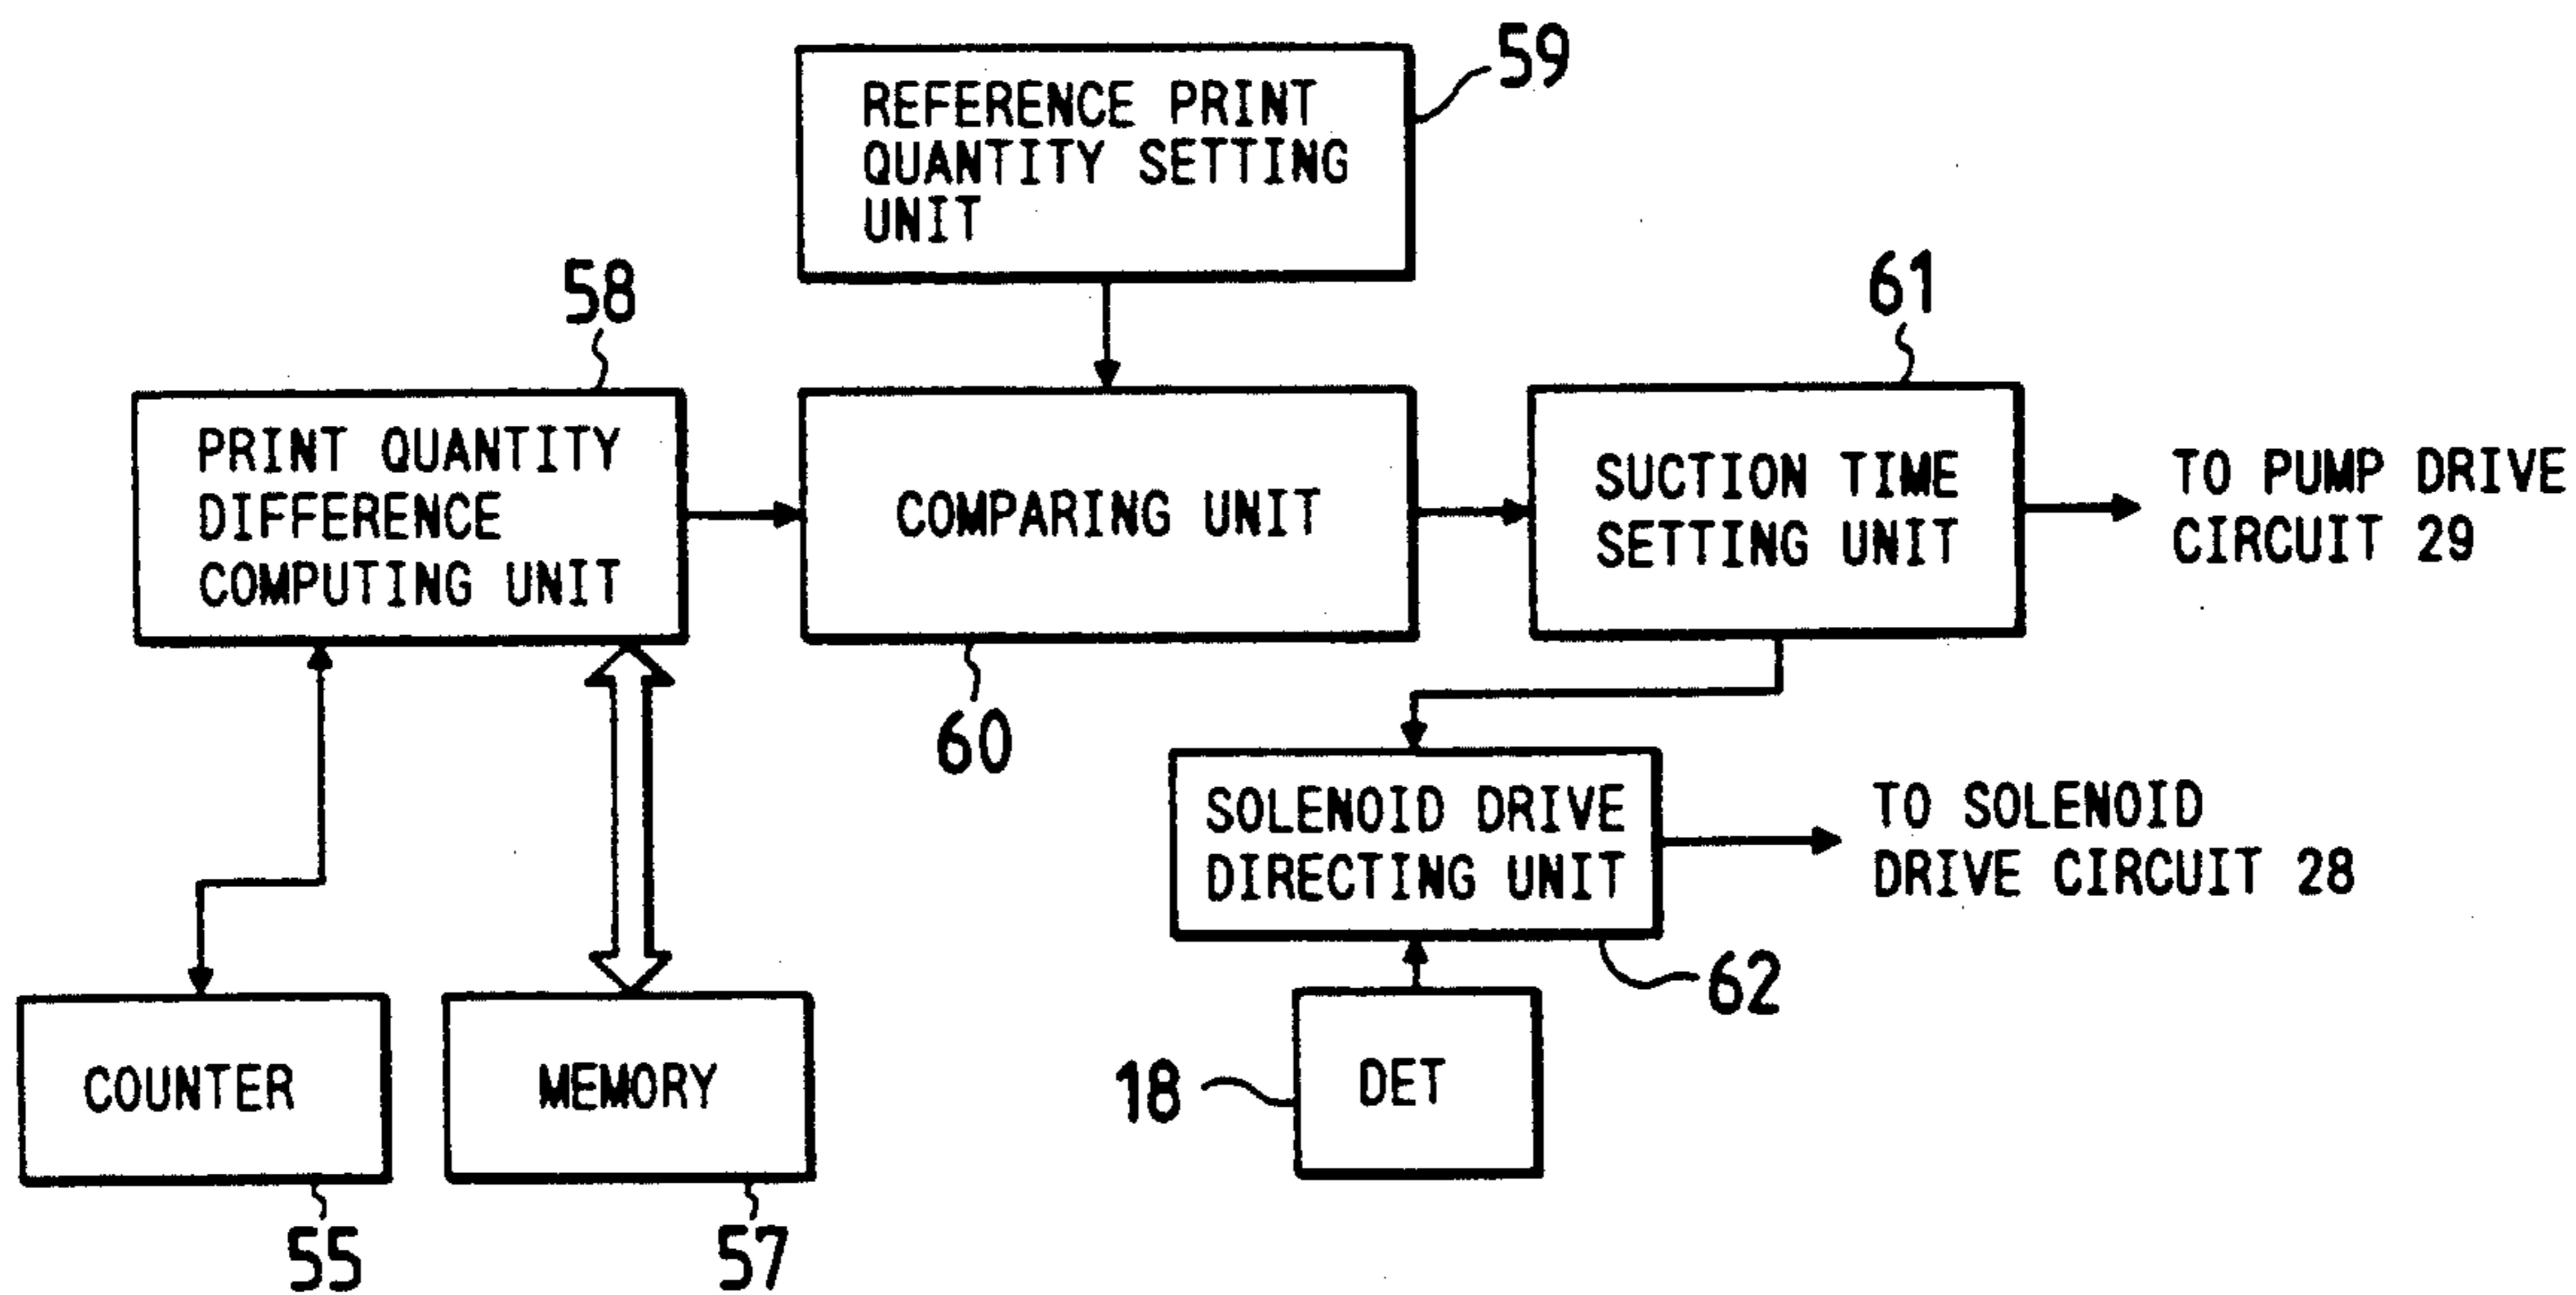 REFERENCE PRINT
QUANTITY SETTING
UNIT
59
58
PRINT QUANTITY
DIFFERENCE
COMPUTING UNIT
COMPARING UNIT
60
61
SUCTION TIME
SETTING UNIT
TO PUMP DRIVE
CIRCUIT 29
SOLENOID DRIVE
DIRECTING UNIT
62
TO SOLENOID
DRIVE CIRCUIT 28
COUNTER
55
MEMORY
57
18
DET